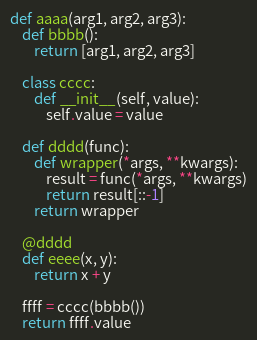 def aaaa(arg1, arg2, arg3):
    def bbbb():
        return [arg1, arg2, arg3]

    class cccc:
        def __init__(self, value):
            self.value = value

    def dddd(func):
        def wrapper(*args, **kwargs):
            result = func(*args, **kwargs)
            return result[::-1]
        return wrapper

    @dddd
    def eeee(x, y):
        return x + y

    ffff = cccc(bbbb())
    return ffff.value